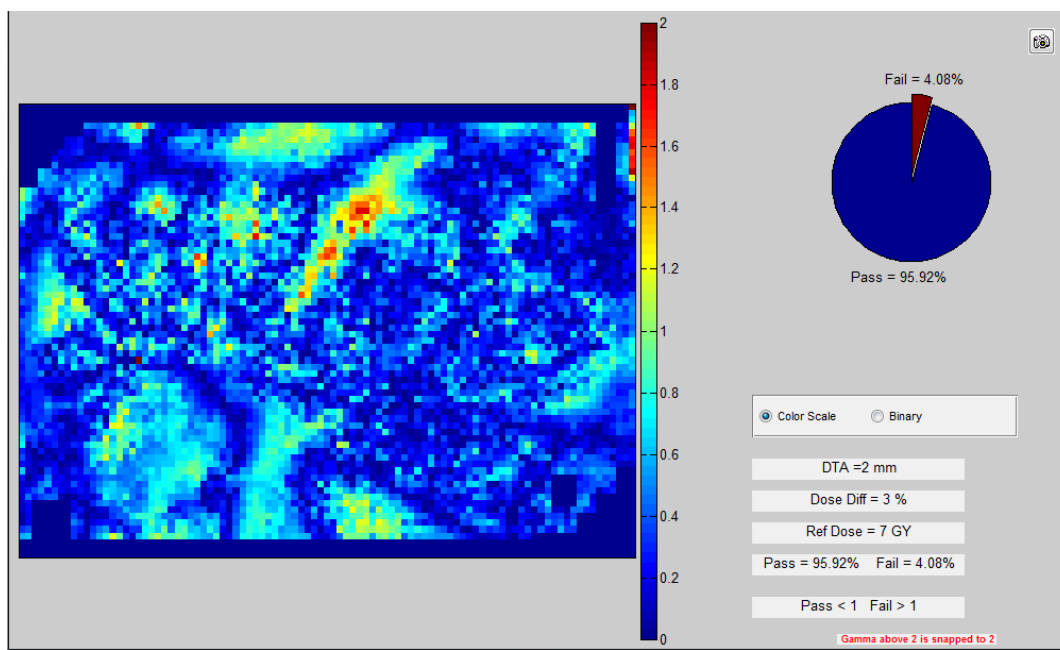 2
1.8
1.6
1.4
1.2
1
0.8
0.6
0.4
0.2
0
Fail = 4.08%
Pass = 95.92%
Color Scale Binary
DTA =2 mm
Dose Diff = 3 %
Ref Dose = 7 GY
Pass = 95.92% Fail = 4.08%
Pass < 1 Fail > 1
Gamma above 2 is snapped to 2